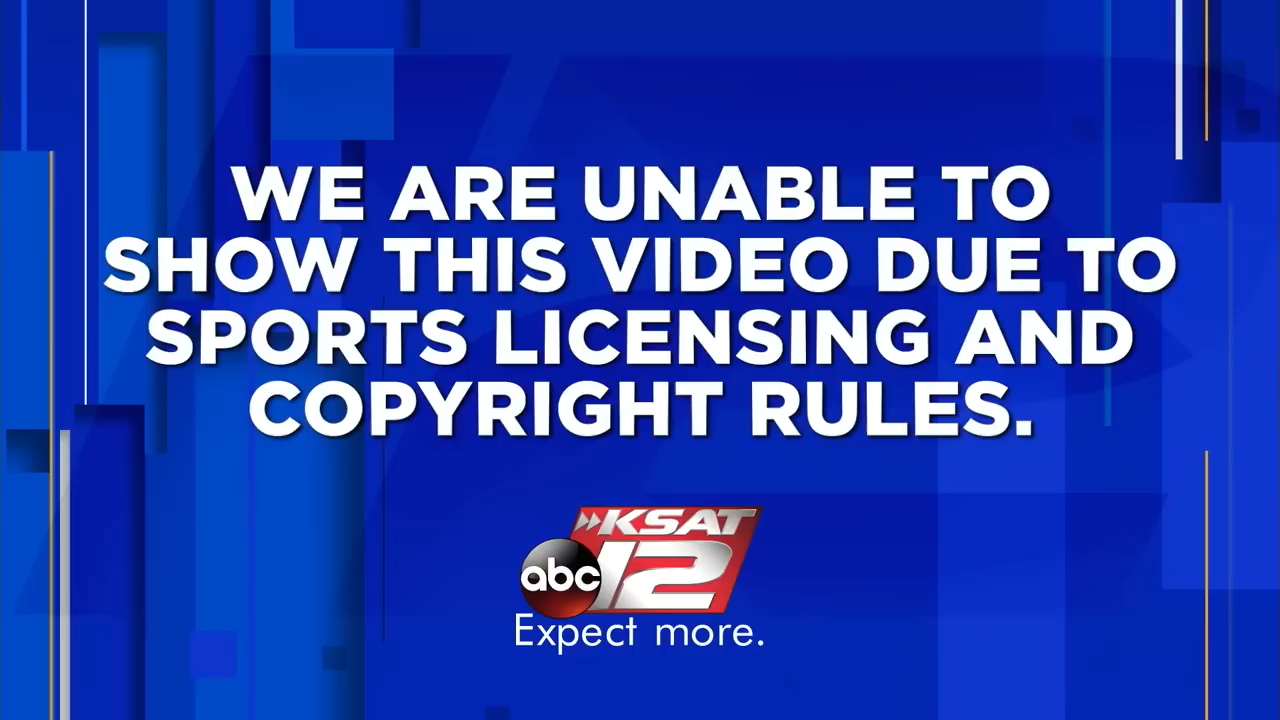 WE ARE UNABLE TO
SHOW THIS VIDEO DUE TO
SPORTS LICENSING AND
COPYRIGHT RULES.
KSAT
abc 12
Expect more.